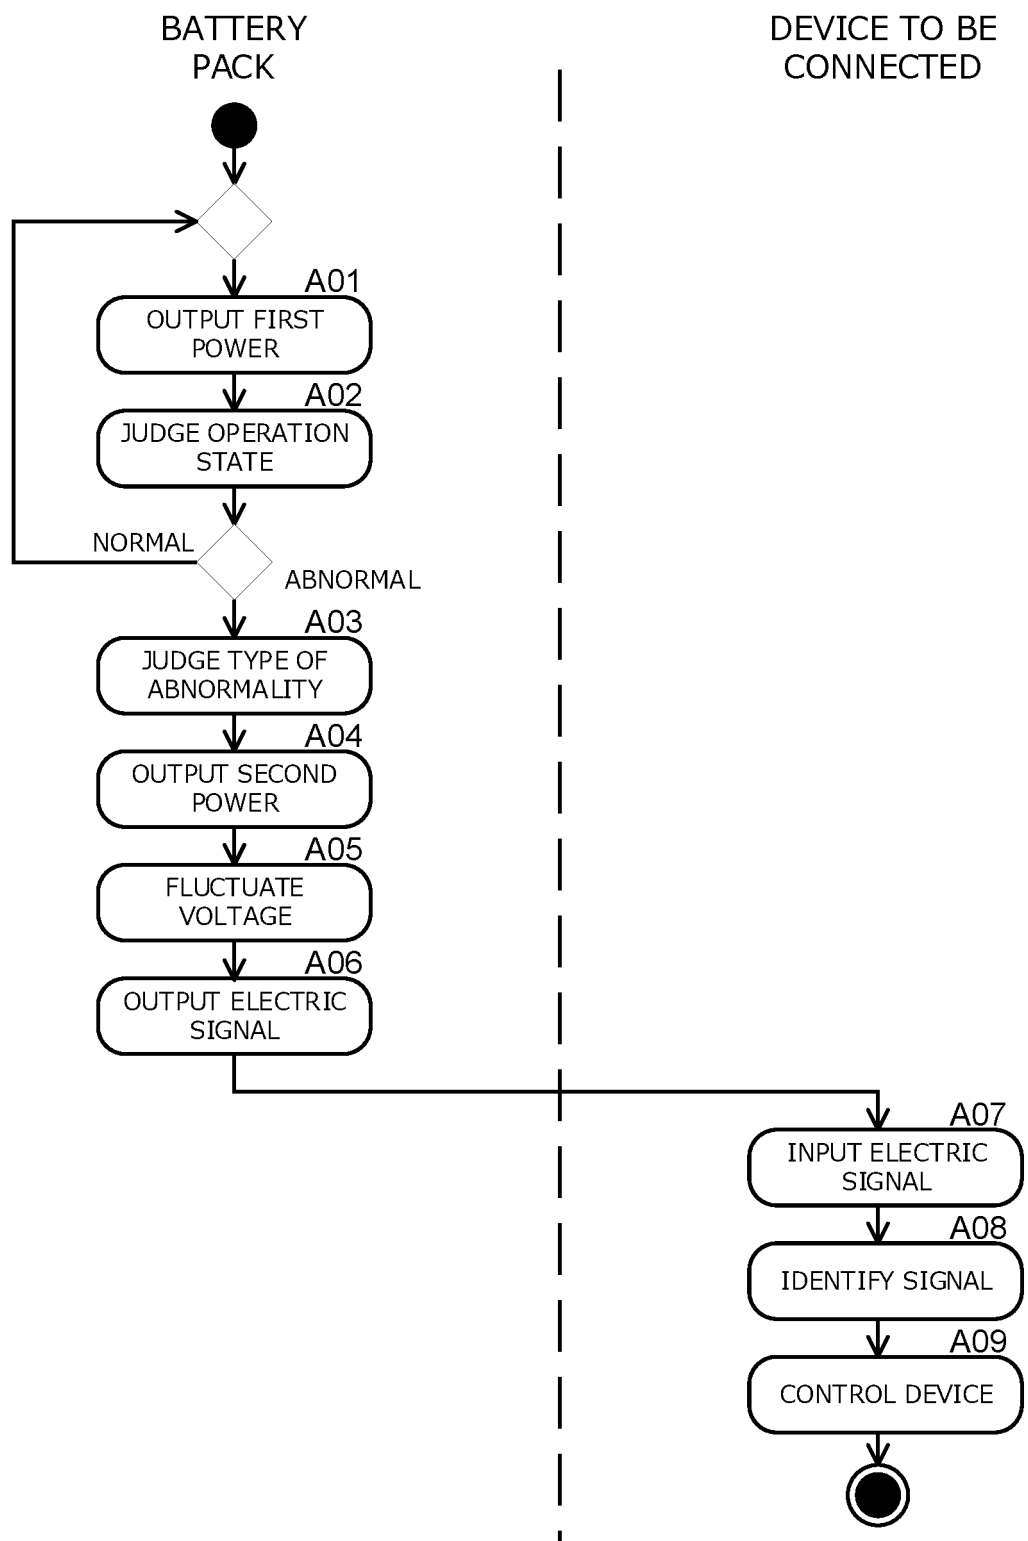 BATTERY
PACK
DEVICE TO BE
CONNECTED
A01
OUTPUT FIRST
POWER
A02
JUDGE OPERATION
STATE
NORMAL
ABNORMAL
A03
JUDGE TYPE OF
ABNORMALITY
A04
OUTPUT SECOND
POWER
A05
FLUCTUATE
VOLTAGE
A06
OUTPUT ELECTRIC
SIGNAL
A07
INPUT ELECTRIC
SIGNAL
A08
IDENTIFY SIGNAL
A09
CONTROL DEVICE